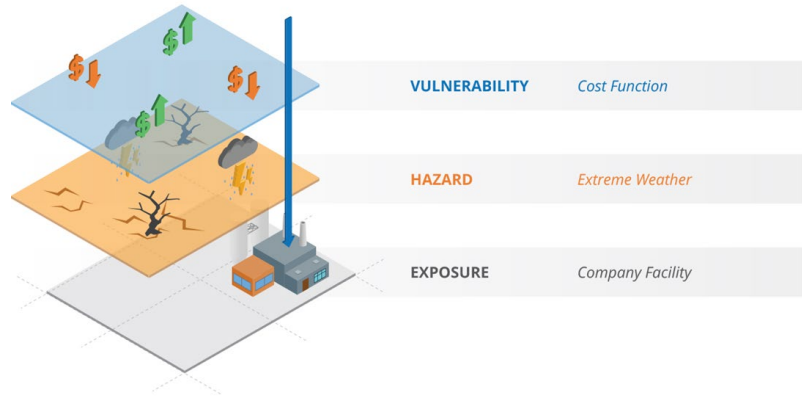 $
$
$
$
VULNERABILITY Cost Function
HAZARD Extreme Weather
EXPOSURE Company Facility